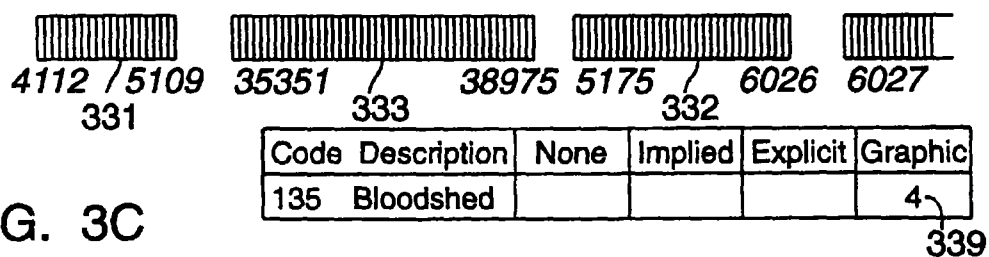 4112 5109 35351 38975 5175 6026 6027
331 333 332
Code Description None Implied Explicit Graphic
135 Bloodshed 4
G. 3C
339